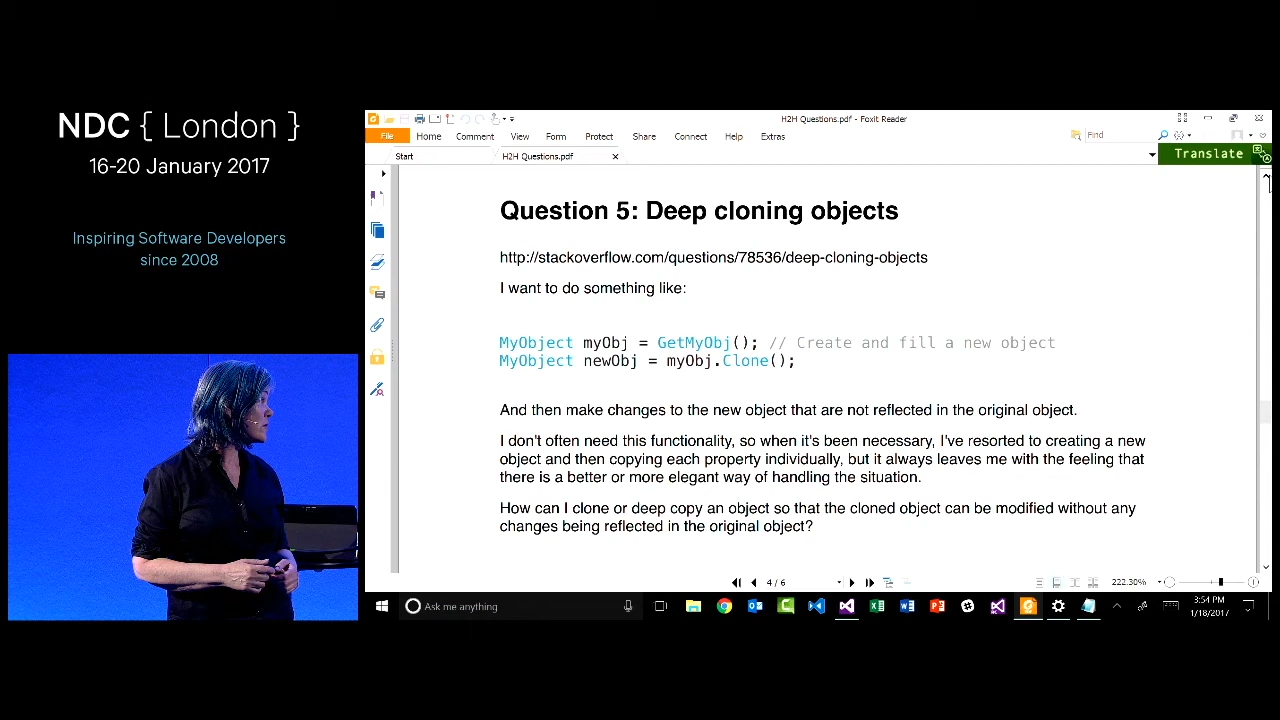 NDC { London }
16-20 January 2017
Inspiring Software Developers
since 2008
H2H Questions.pdf - Foxit Reader
File Home Comment View Form Protect Share Connect Help Extras
Find
Start H2H Questions.pdf
Translate
Question 5: Deep cloning objects
http://stackoverflow.com/questions/78536/deep-cloning-objects
I want to do something like:
MyObject myObj = GetMyObj(); // Create and fill a new object
MyObject newObj = myObj.Clone();
And then make changes to the new object that are not reflected in the original object.
I don't often need this functionality, so when it's been necessary, I've resorted to creating a new
object and then copying each property individually, but it always leaves me with the feeling that
there is a better or more elegant way of handling the situation.
How can I clone or deep copy an object so that the cloned object can be modified without any
changes being reflected in the original object?
4 / 6
222.30%
Ask me anything
3:54 PM
1/18/2017